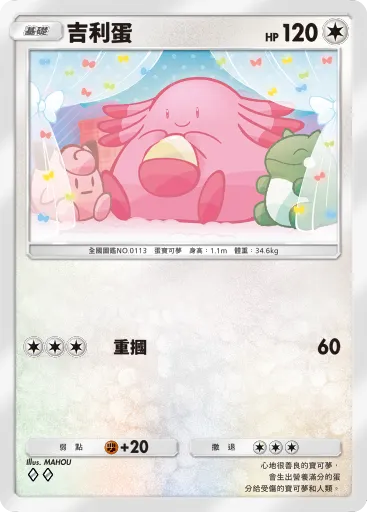 基礎 吉利蛋 HP 120
全國圖鑑NO.0113 蛋寶可夢 身高：1.1m 體重：34.6kg
重摑 60
弱點 +20 撤退
Illus. MAHOU
心地很善良的寶可夢，
會生出營養滿分的蛋
分給受傷的寶可夢和人類。